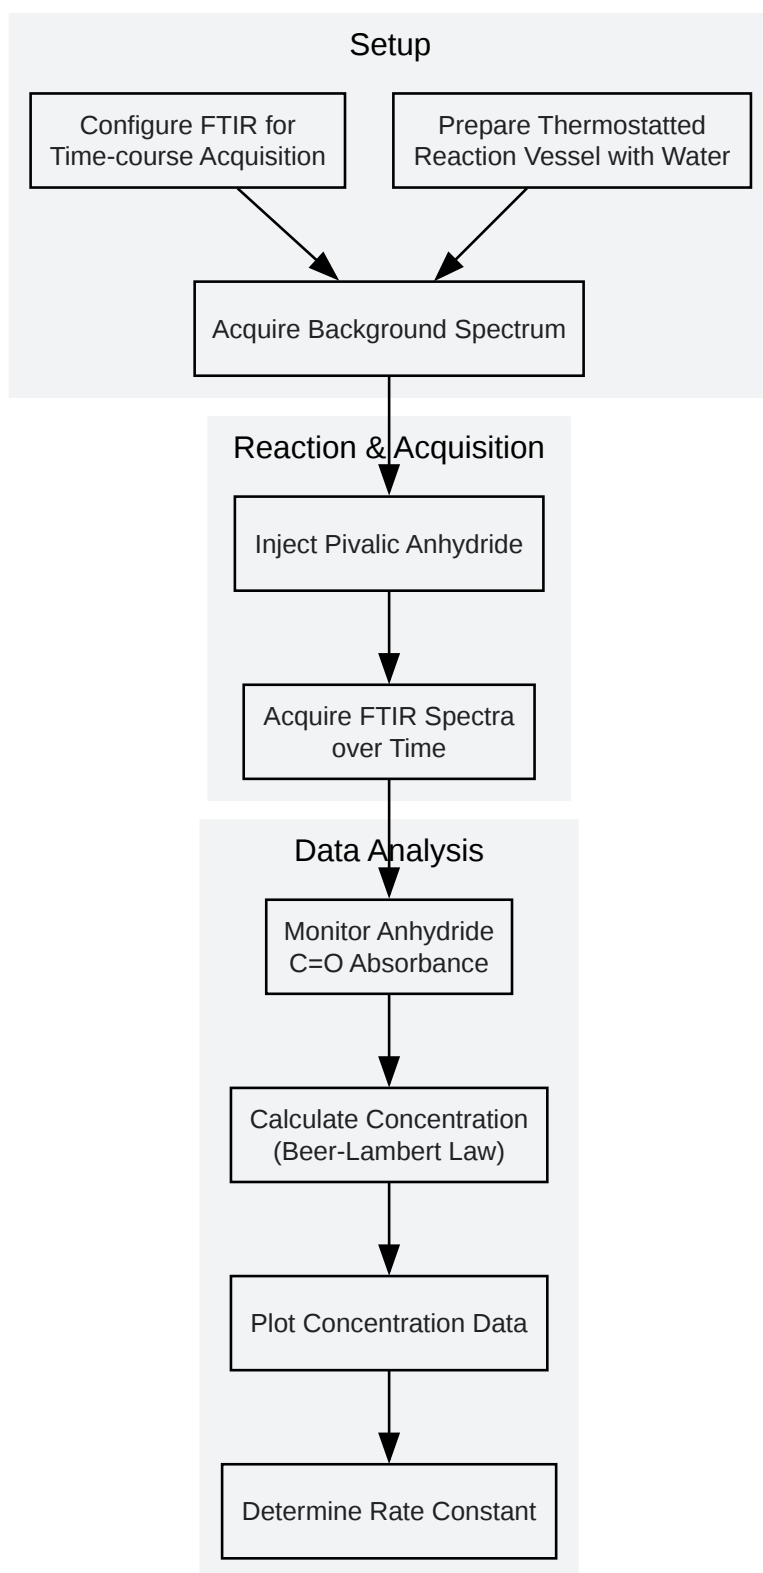 Setup
Configure FTIR for
Time-course Acquisition
Prepare Thermostatted
Reaction Vessel with Water
Acquire Background Spectrum
Reaction & Acquisition
Inject Pivalic Anhydride
Acquire FTIR Spectra
over Time
Data Analysis
Monitor Anhydride
C=O Absorbance
Calculate Concentration
(Beer-Lambert Law)
Plot Concentration Data
Determine Rate Constant